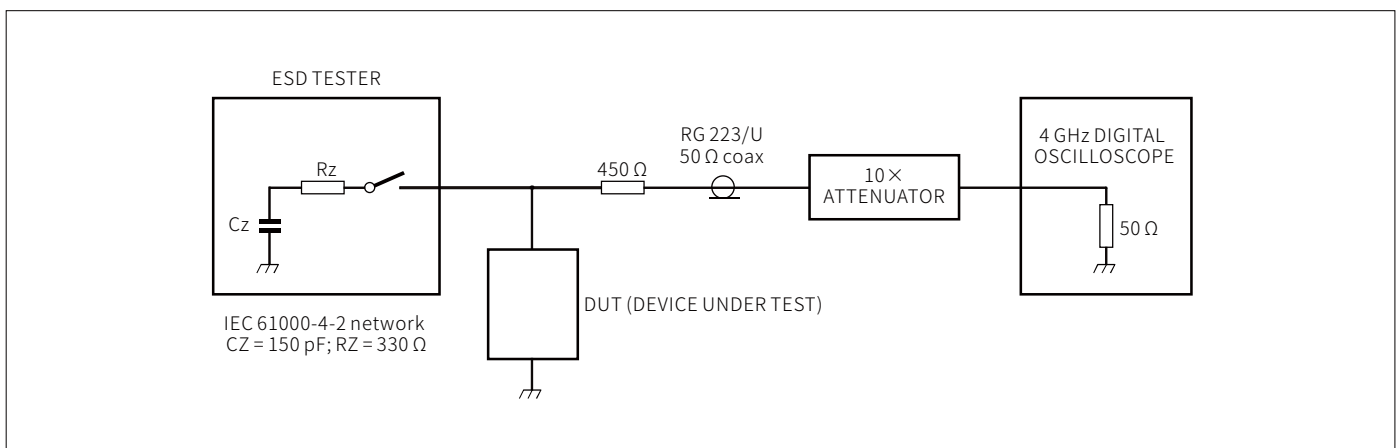 ESD TESTER
Rz
Cz
IEC 61000-4-2 network
CZ = 150 pF; RZ = 330 Ω
450 Ω
RG 223/U
50 Ω coax
DUT (DEVICE UNDER TEST)
10×
ATTENUATOR
4 GHz DIGITAL
OSCILLOSCOPE
50 Ω